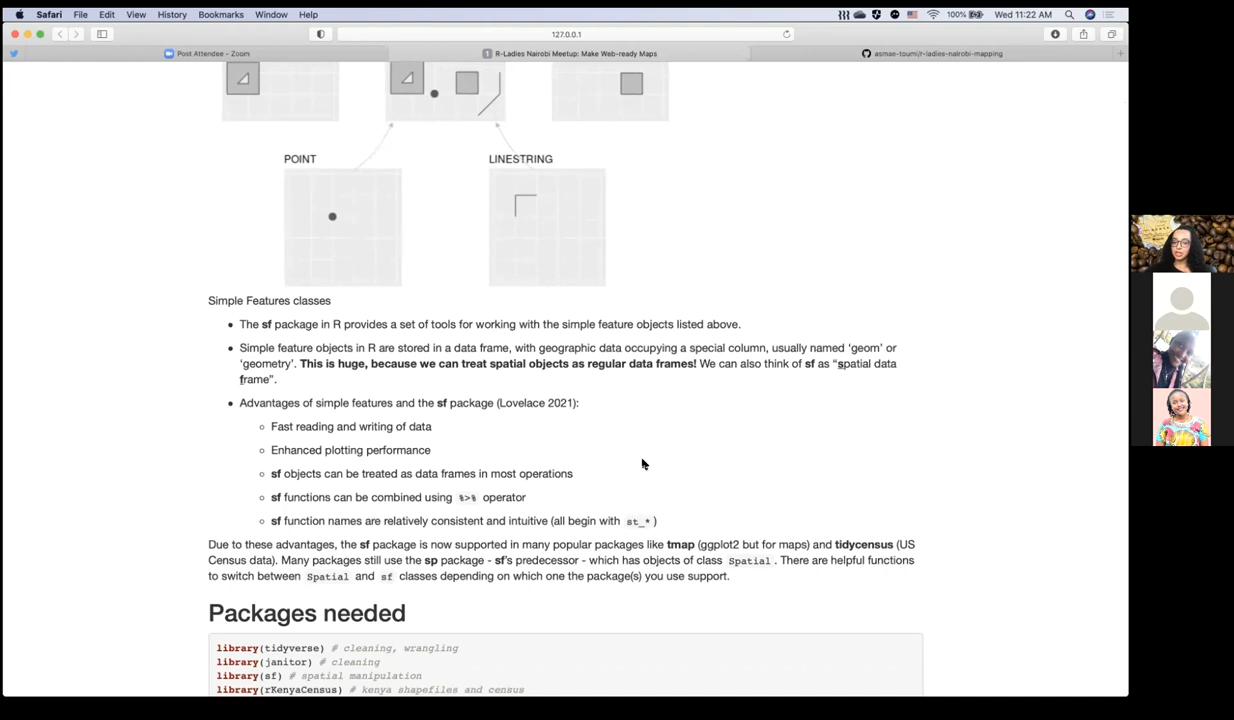 Safari File Edit View History Bookmarks Window Help 100% Wed 11:22 AM
127.0.0.1
Post Attendee - Zoom 1 R-Ladies Nairobi Meetup: Make Web-ready Maps asmae-toumi/r-ladies-nairobi-mapping
POINT LINESTRING
Simple Features classes
• The sf package in R provides a set of tools for working with the simple feature objects listed above.
• Simple feature objects in R are stored in a data frame, with geographic data occupying a special column, usually named ‘geom’ or
‘geometry’. This is huge, because we can treat spatial objects as regular data frames! We can also think of sf as “spatial data
frame”.
• Advantages of simple features and the sf package (Lovelace 2021):
◦ Fast reading and writing of data
◦ Enhanced plotting performance
◦ sf objects can be treated as data frames in most operations
◦ sf functions can be combined using %>% operator
◦ sf function names are relatively consistent and intuitive (all begin with st_*)
Due to these advantages, the sf package is now supported in many popular packages like tmap (ggplot2 but for maps) and tidycensus (US
Census data). Many packages still use the sp package - sf’s predecessor - which has objects of class Spatial. There are helpful functions
to switch between Spatial and sf classes depending on which one the package(s) you use support.
Packages needed
library(tidyverse) # cleaning, wrangling
library(janitor) # cleaning
library(sf) # spatial manipulation
library(rKenyaCensus) # kenya shapefiles and census